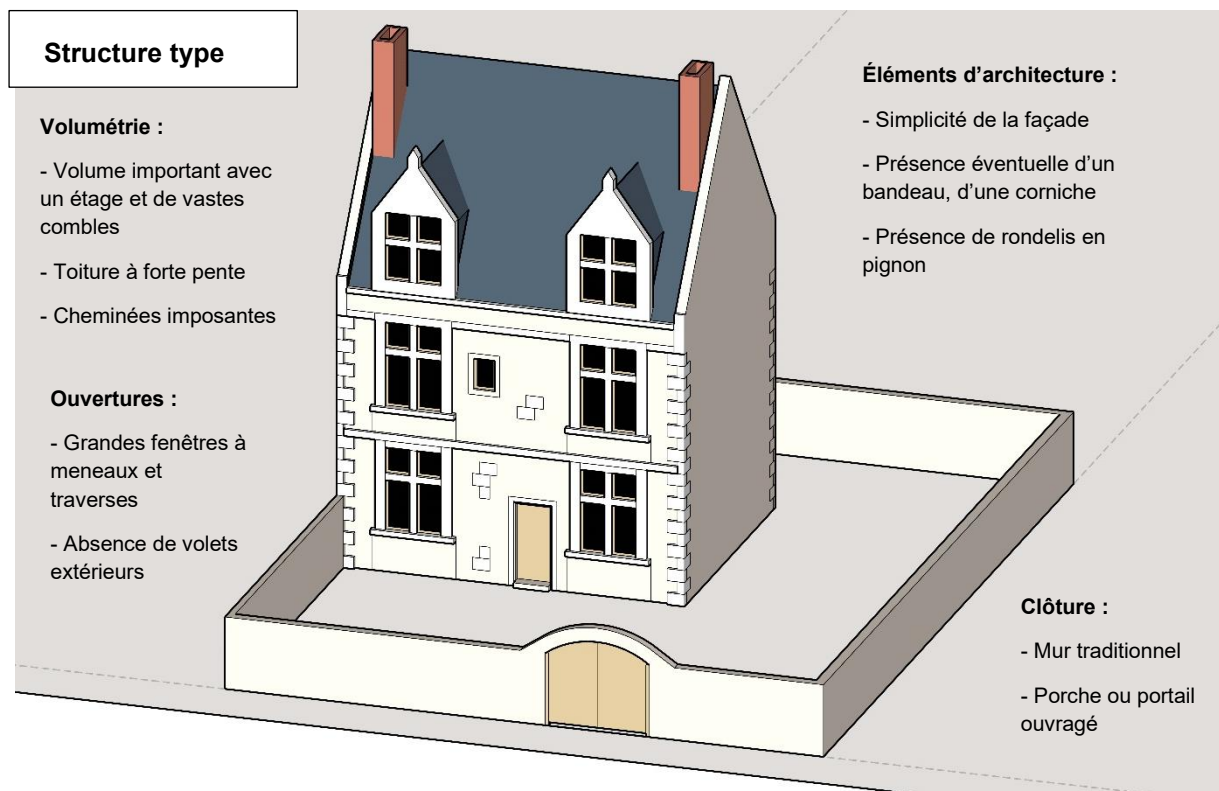 Structure type
Volumétrie :
- Volume important avec
un étage et de vastes
combles
- Toiture à forte pente
- Cheminées imposantes
Ouvertures :
- Grandes fenêtres à
meneaux et
traverses
- Absence de volets
extérieurs
Éléments d’architecture :
- Simplicité de la façade
- Présence éventuelle d’un
bandeau, d’une corniche
- Présence de rondelis en
pignon
Clôture :
- Mur traditionnel
- Porche ou portail
ouvragé